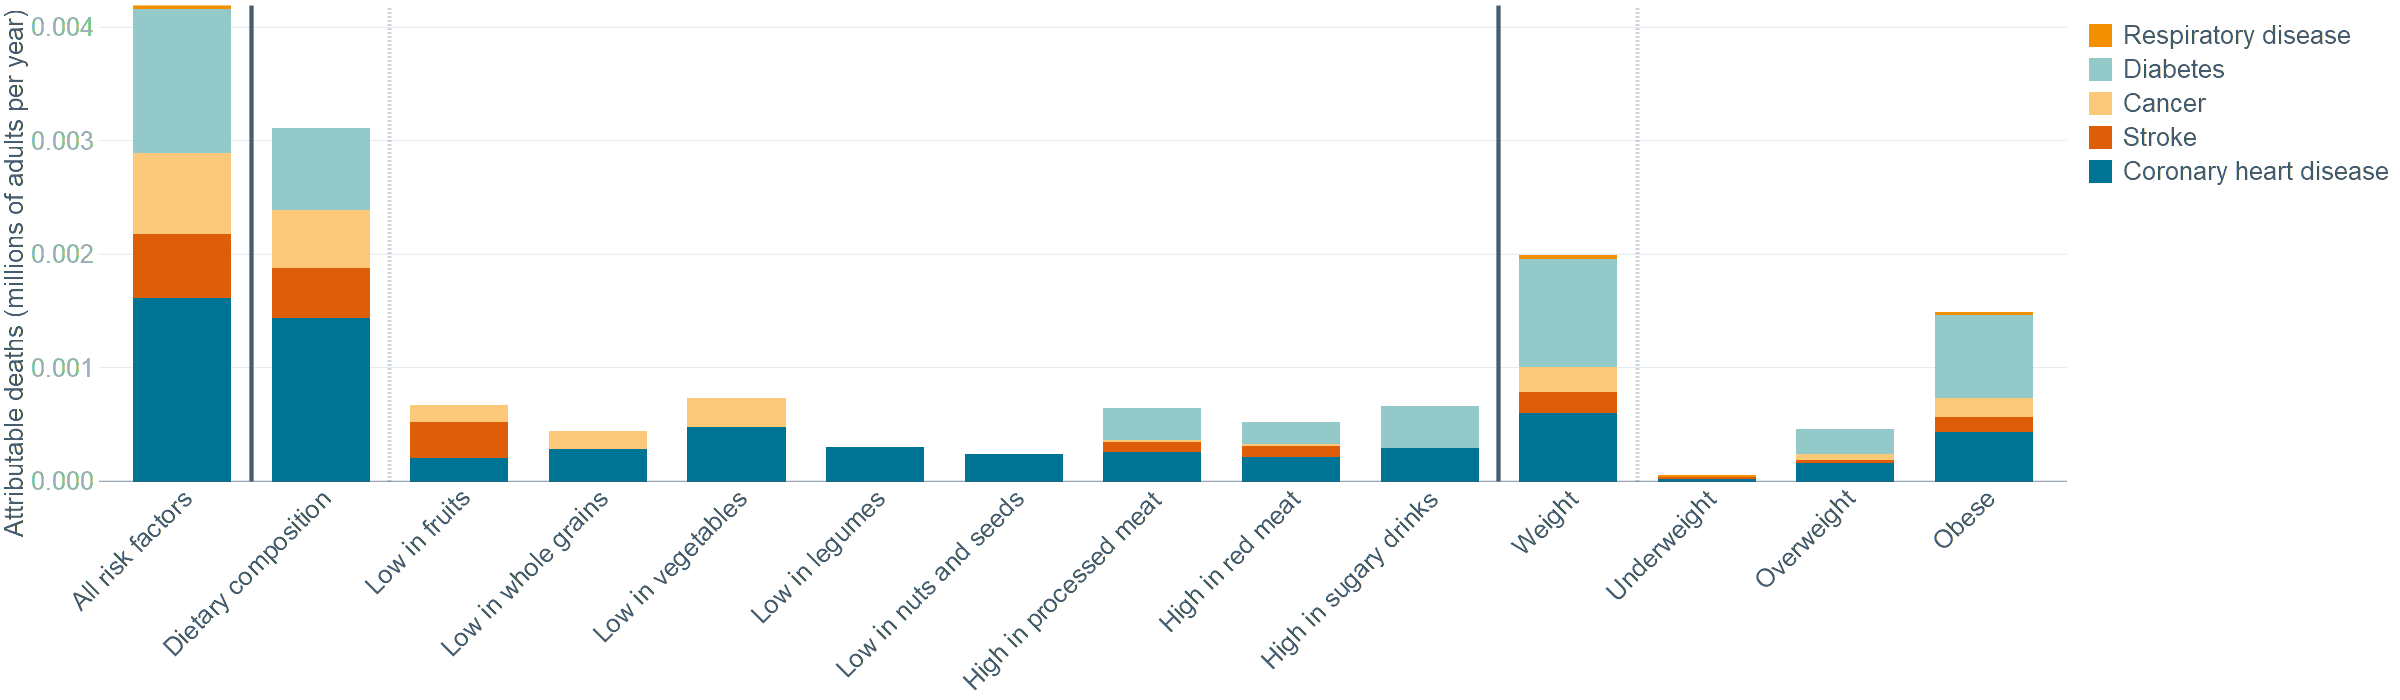 Attributable deaths (millions of adults per year)
0.004
0.003
0.002
0.001
0.000
All risk factors
Dietary composition
Low in fruits
Low in whole grains
Low in vegetables
Low in legumes
Low in nuts and seeds
High in processed meat
High in red meat
High in sugary drinks
Weight
Underweight
Overweight
Obese
Respiratory disease
Diabetes
Cancer
Stroke
Coronary heart disease